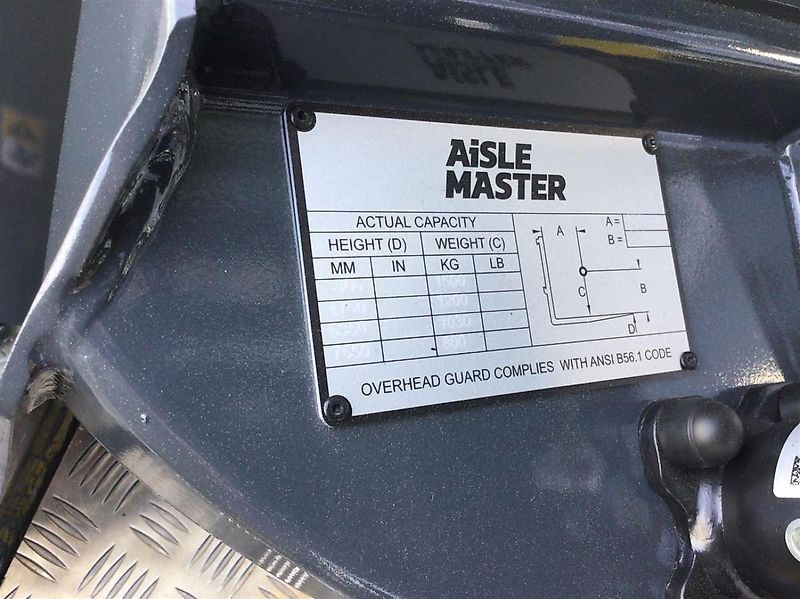 AiSLE
MASTER
ACTUAL CAPACITY
HEIGHT (D) WEIGHT (C)
MM IN KG LB
A =
B =
A
B
C
D
OVERHEAD GUARD COMPLIES WITH ANSI B56.1 CODE